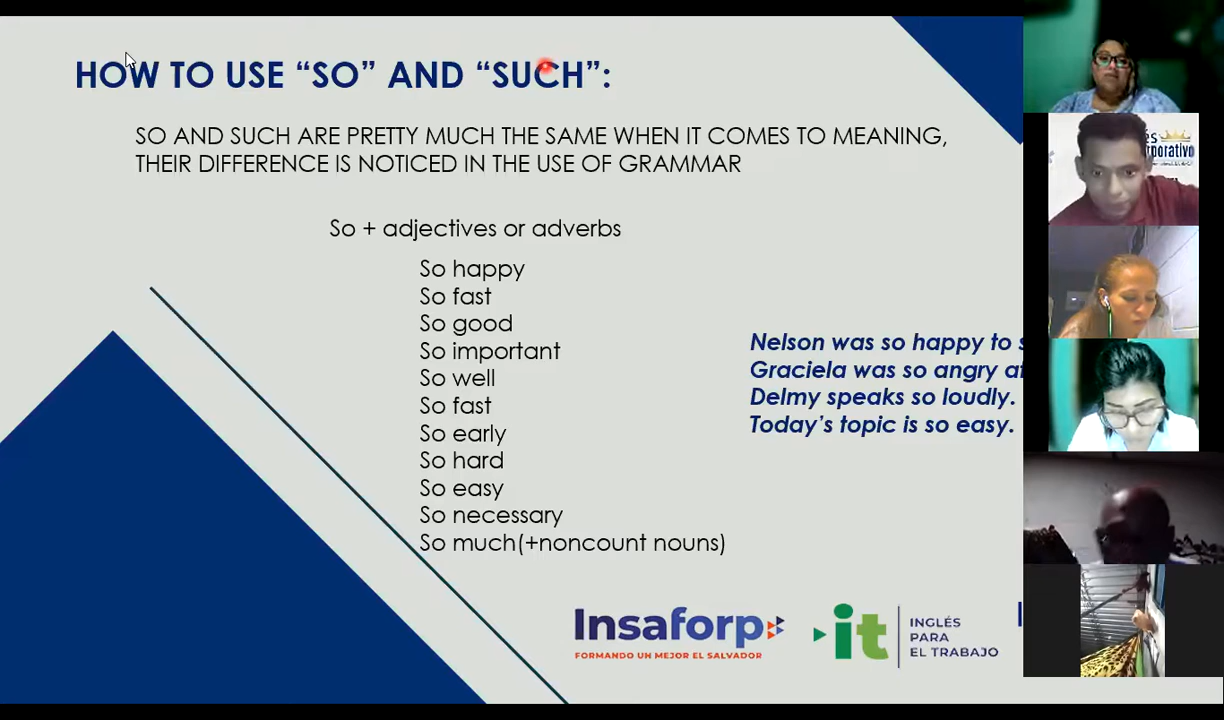 HOW TO USE “SO” AND “SUCH”:
SO AND SUCH ARE PRETTY MUCH THE SAME WHEN IT COMES TO MEANING,
THEIR DIFFERENCE IS NOTICED IN THE USE OF GRAMMAR
So + adjectives or adverbs
So happy
So fast
So good
So important
So well
So fast
So early
So hard
So easy
So necessary
So much(+noncount nouns)
Nelson was so happy to
Graciela was so angry
Delmy speaks so loudly.
Today’s topic is so easy.
Insaforp
FORMANDO UN MEJOR EL SALVADOR
it
INGLÉS
PARA
EL TRABAJO